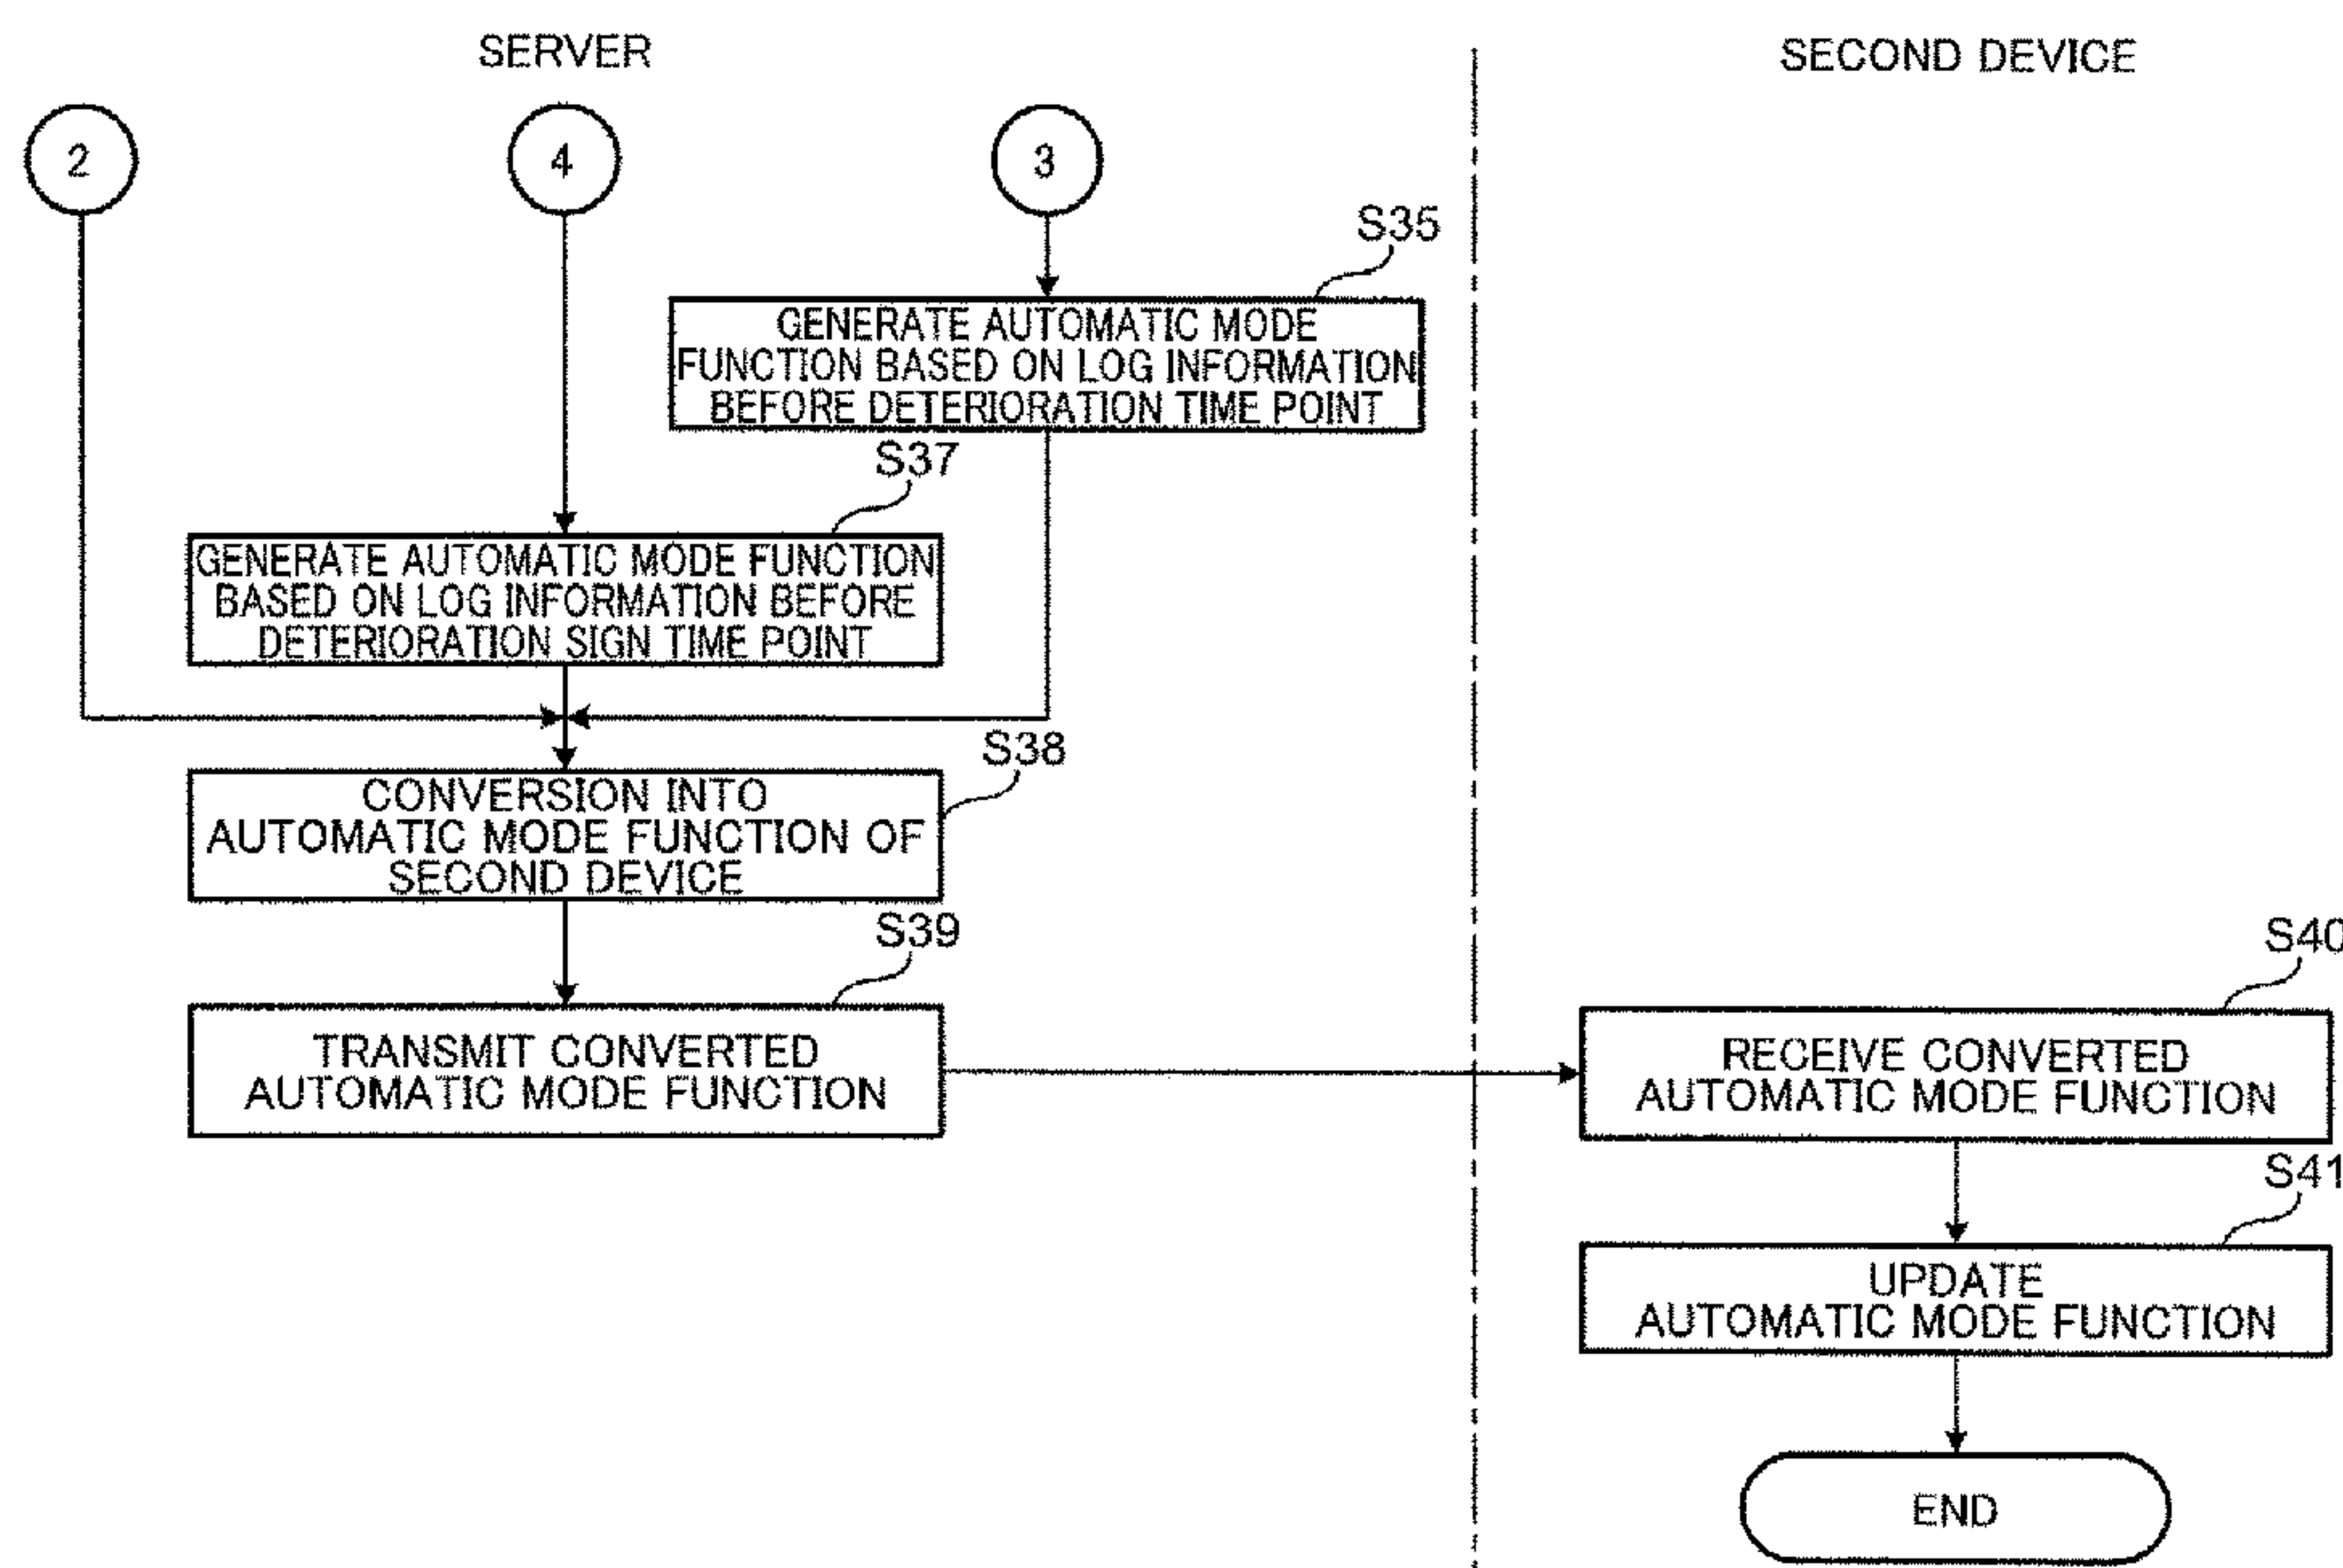 SERVER
SECOND DEVICE
2
4
3
S35
GENERATE AUTOMATIC MODE
FUNCTION BASED ON LOG INFORMATION
BEFORE DETERIORATION TIME POINT
S37
GENERATE AUTOMATIC MODE FUNCTION
BASED ON LOG INFORMATION BEFORE
DETERIORATION SIGN TIME POINT
S38
CONVERSION INTO
AUTOMATIC MODE FUNCTION OF
SECOND DEVICE
S39
TRANSMIT CONVERTED
AUTOMATIC MODE FUNCTION
S40
RECEIVE CONVERTED
AUTOMATIC MODE FUNCTION
S41
UPDATE
AUTOMATIC MODE FUNCTION
END